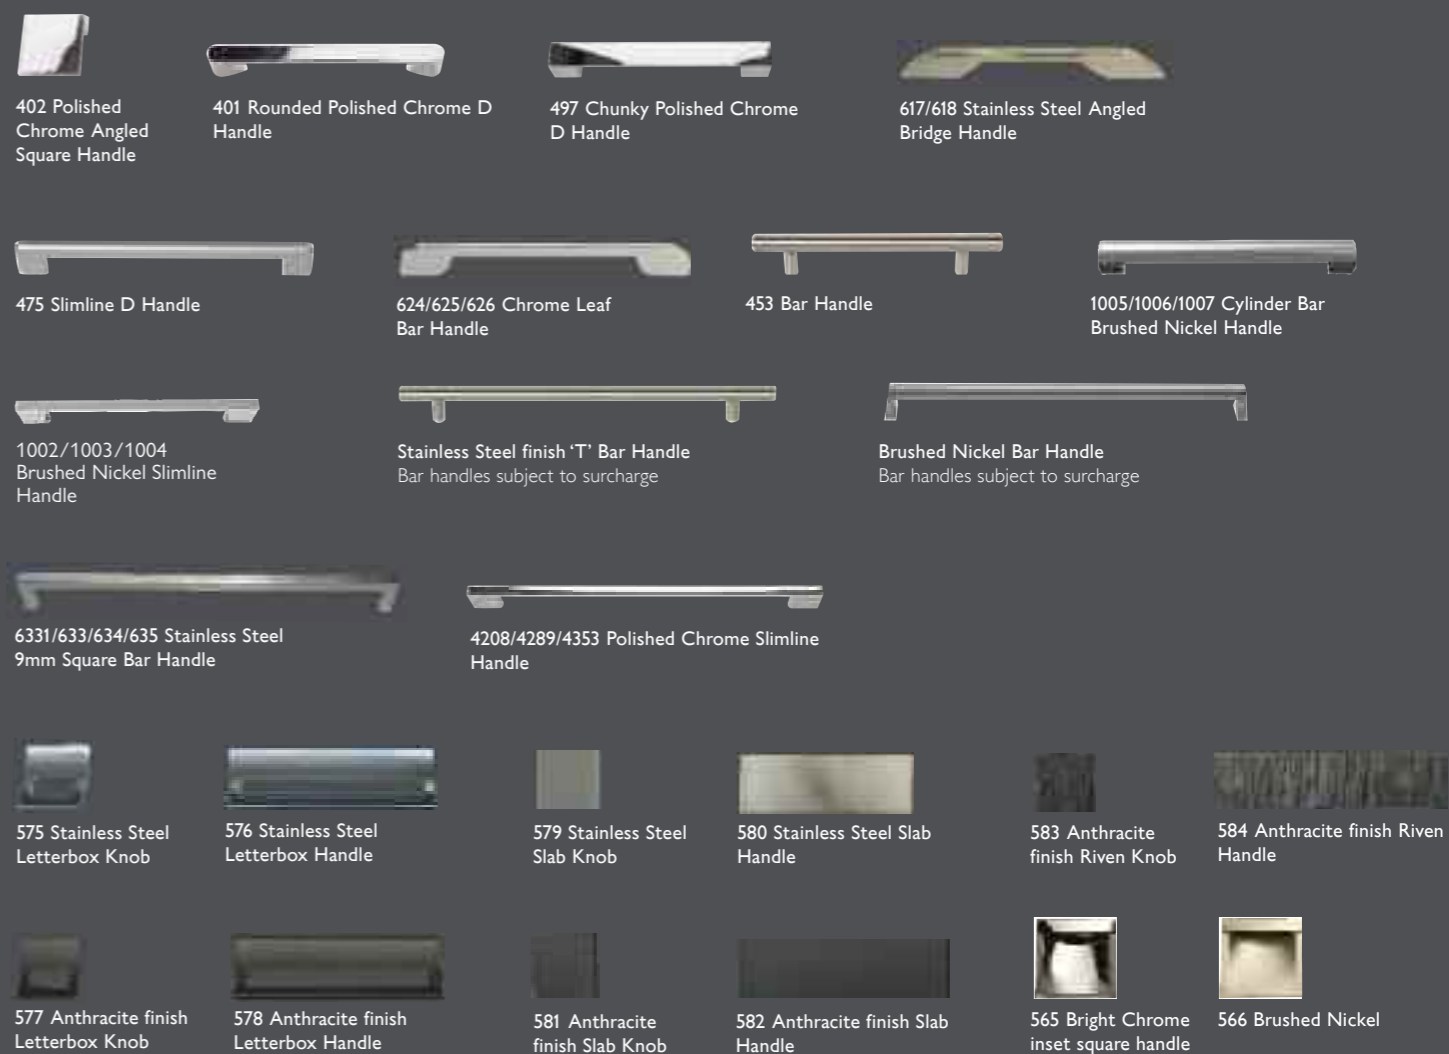 402 Polished
Chrome Angled
Square Handle
401 Rounded Polished Chrome D
Handle
497 Chunky Polished Chrome
D Handle
617/618 Stainless Steel Angled
Bridge Handle
475 Slimline D Handle
624/625/626 Chrome Leaf
Bar Handle
453 Bar Handle
1005/1006/1007 Cylinder Bar
Brushed Nickel Handle
1002/1003/1004
Brushed Nickel Slimline
Handle
Stainless Steel finish ‘T’ Bar Handle
Bar handles subject to surcharge
Brushed Nickel Bar Handle
Bar handles subject to surcharge
6331/633/634/635 Stainless Steel
9mm Square Bar Handle
4208/4289/4353 Polished Chrome Slimline
Handle
575 Stainless Steel
Letterbox Knob
576 Stainless Steel
Letterbox Handle
579 Stainless Steel
Slab Knob
580 Stainless Steel Slab
Handle
583 Anthracite
finish Riven Knob
584 Anthracite finish Riven
Handle
577 Anthracite finish
Letterbox Knob
578 Anthracite finish
Letterbox Handle
581 Anthracite
finish Slab Knob
582 Anthracite finish Slab
Handle
565 Bright Chrome
inset square handle
566 Brushed Nickel